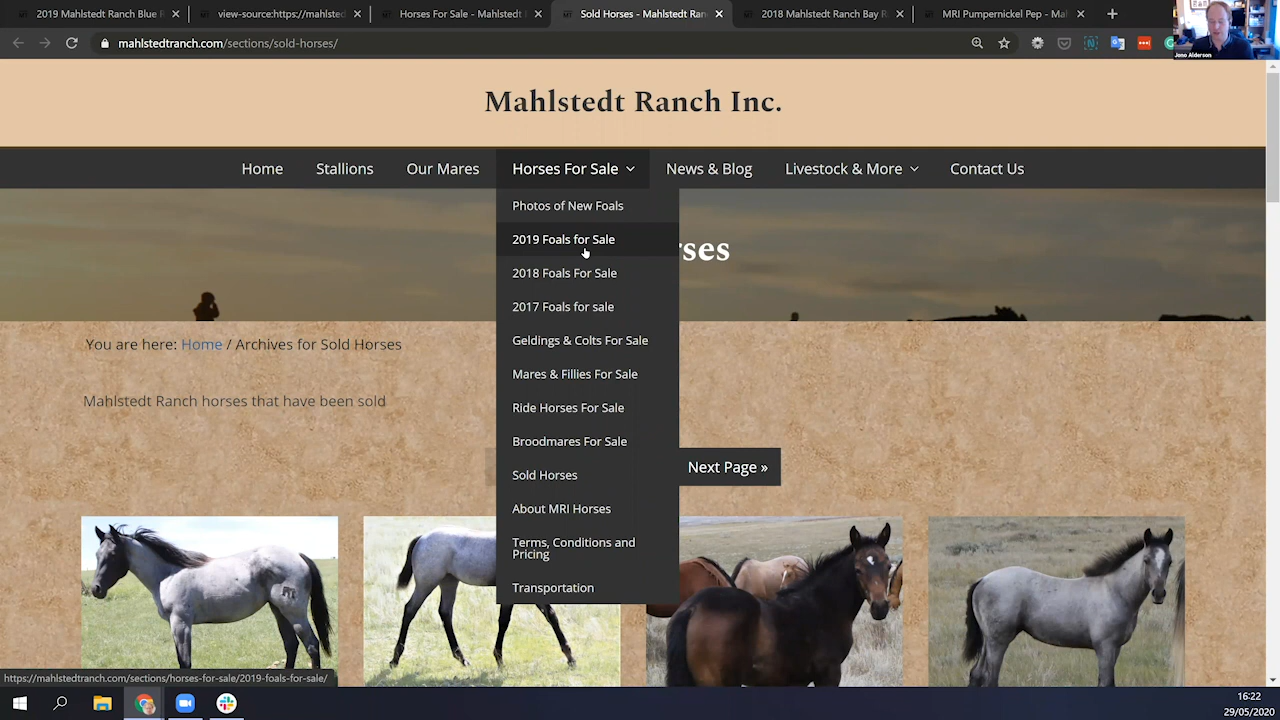 2019 Mahlstedt Ranch Blue R
view-source:https://mahlsted
Horses For Sale - Mahlstedt
Sold Horses - Mahlstedt Ran
2018 Mahlstedt Ranch Bay R
MRI Pumpernickel Pep - Mah
mahlstedtranch.com/sections/sold-horses/
Jono Alderson
Mahlstedt Ranch Inc.
Home
Stallions
Our Mares
Horses For Sale
News & Blog
Livestock & More
Contact Us
Photos of New Foals
2019 Foals for Sale
rses
2018 Foals For Sale
2017 Foals for sale
Geldings & Colts For Sale
Mares & Fillies For Sale
Ride Horses For Sale
Broodmares For Sale
Sold Horses
About MRI Horses
Terms, Conditions and
Pricing
Transportation
You are here: Home / Archives for Sold Horses
Mahlstedt Ranch horses that have been sold
Next Page »
https://mahlstedtranch.com/sections/horses-for-sale/2019-foals-for-sale/
16:22
29/05/2020